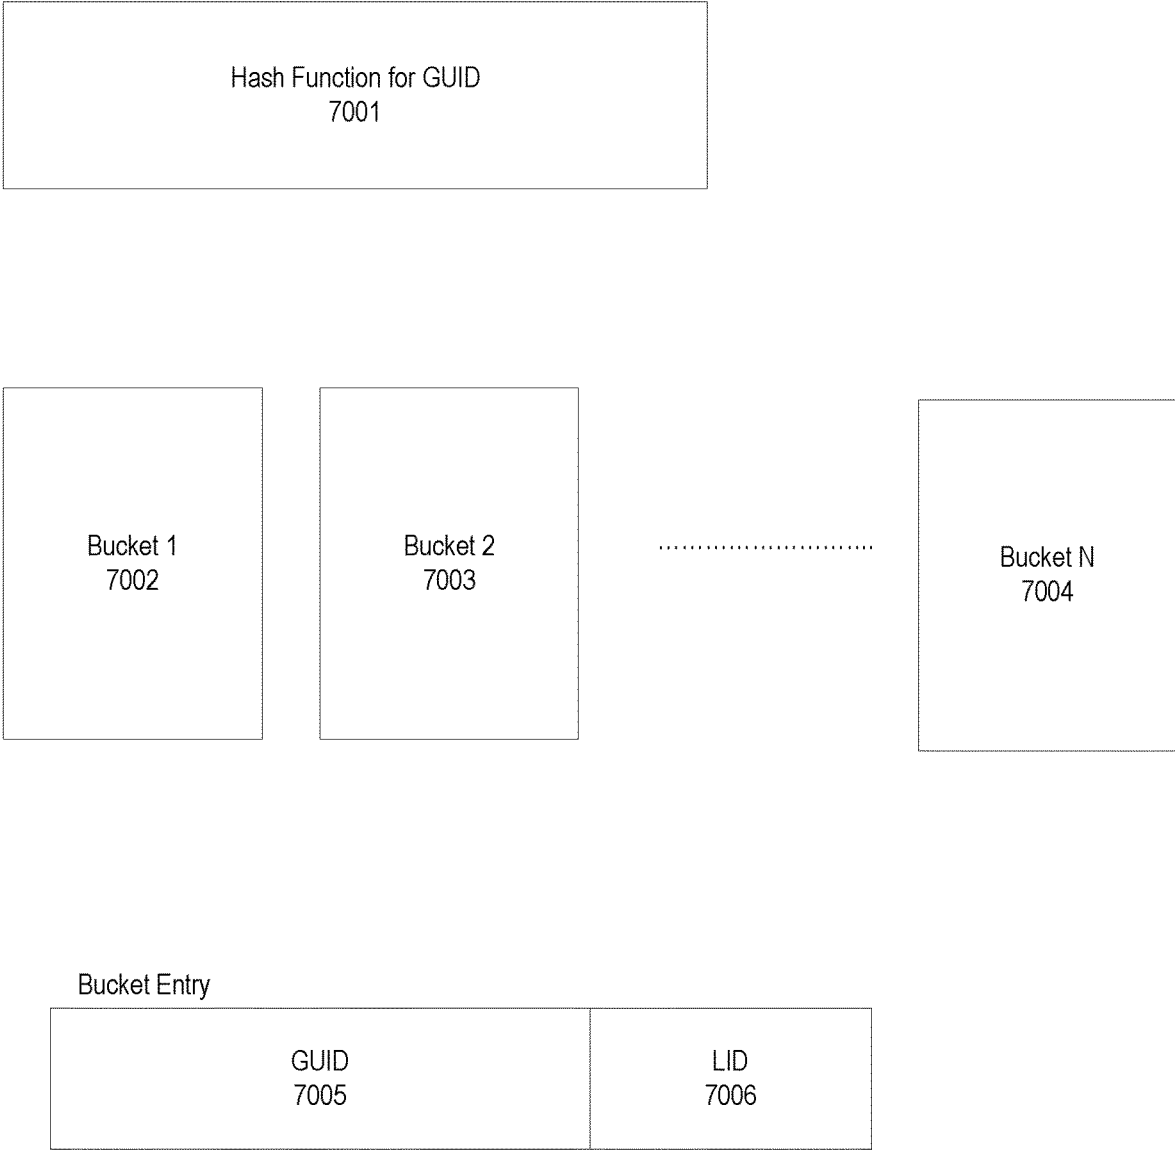 Hash Function for GUID
7001
Bucket 1
7002
Bucket 2
7003
Bucket N
7004
Bucket Entry
GUID
7005
LID
7006